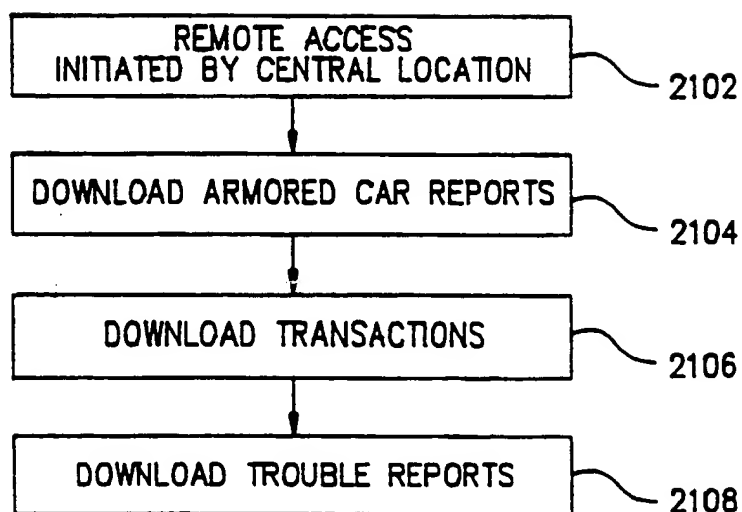 REMOTE ACCESS
INITIATED BY CENTRAL LOCATION
2102
DOWNLOAD ARMORED CAR REPORTS
2104
DOWNLOAD TRANSACTIONS
2106
DOWNLOAD TROUBLE REPORTS
2108